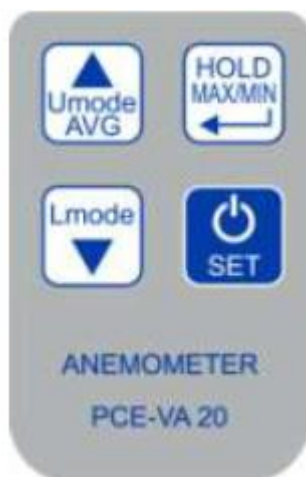 Umode
AVG
HOLD
MAX/MIN
Lmode
SET
ANEMOMETER
PCE-VA 20